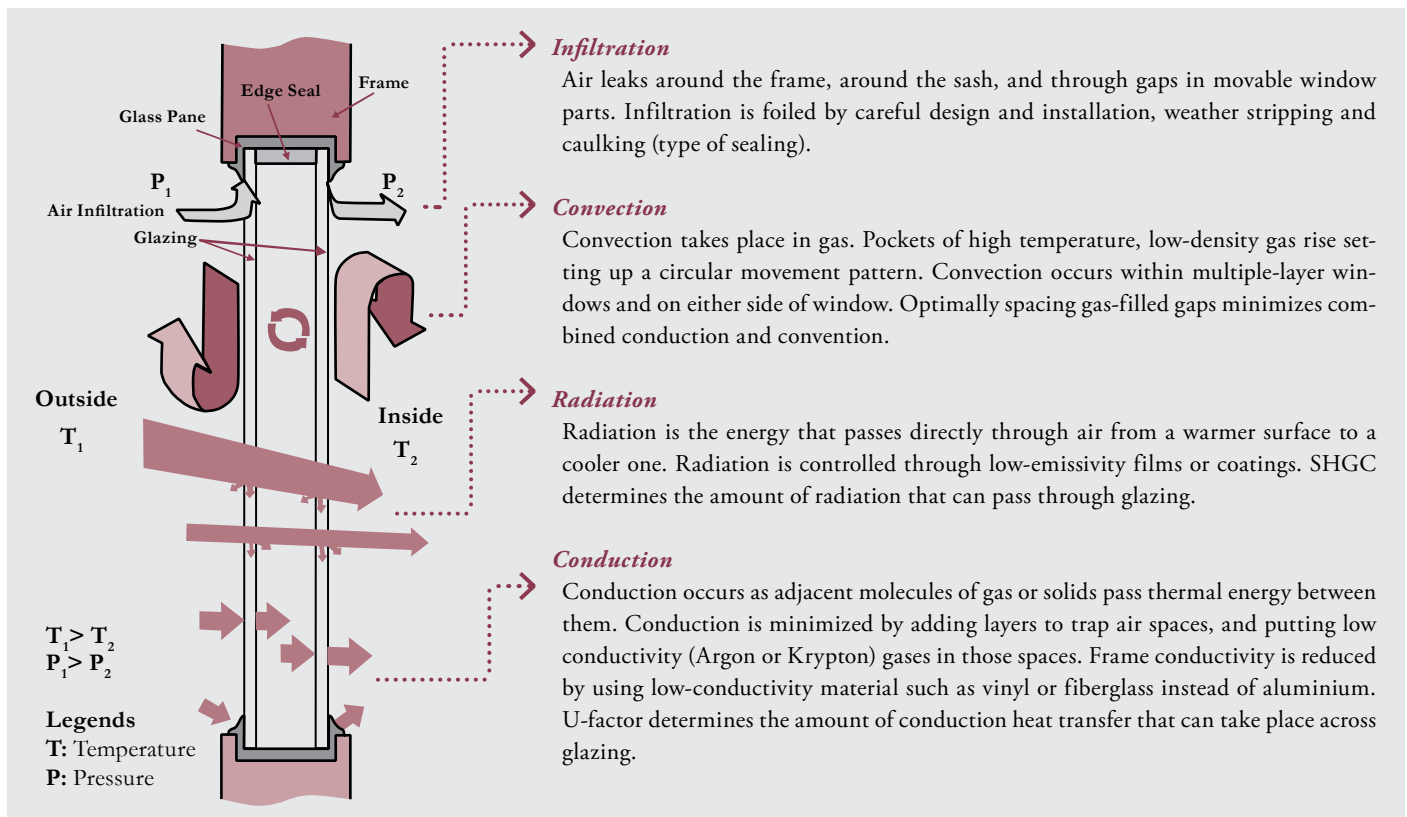 Edge Seal
Frame
Glass Pane
P1
P2
Air Infiltration
Glazing
Outside
T1
Inside
T2
T1> T2
P1> P2
Legends
T: Temperature
P: Pressure
Infiltration
Air leaks around the frame, around the sash, and through gaps in movable window
parts. Infiltration is foiled by careful design and installation, weather stripping and
caulking (type of sealing).
Convection
Convection takes place in gas. Pockets of high temperature, low-density gas rise set-
ting up a circular movement pattern. Convection occurs within multiple-layer win-
dows and on either side of window. Optimally spacing gas-filled gaps minimizes com-
bined conduction and convention.
Radiation
Radiation is the energy that passes directly through air from a warmer surface to a
cooler one. Radiation is controlled through low-emissivity films or coatings. SHGC
determines the amount of radiation that can pass through glazing.
Conduction
Conduction occurs as adjacent molecules of gas or solids pass thermal energy between
them. Conduction is minimized by adding layers to trap air spaces, and putting low
conductivity (Argon or Krypton) gases in those spaces. Frame conductivity is reduced
by using low-conductivity material such as vinyl or fiberglass instead of aluminium.
U-factor determines the amount of conduction heat transfer that can take place across
glazing.